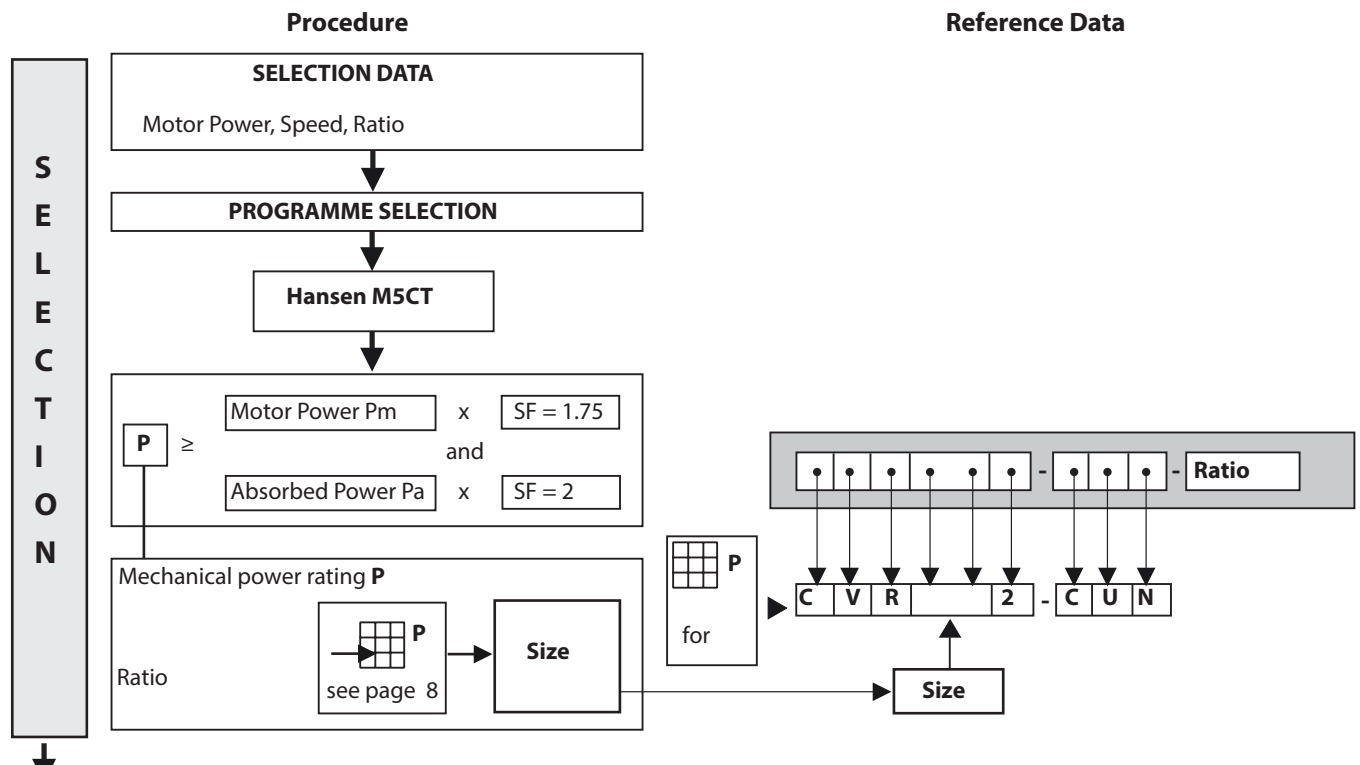 Procedure
Reference Data
S
E
L
E
C
T
I
O
N
SELECTION DATA
Motor Power, Speed, Ratio
PROGRAMME SELECTION
Hansen M5CT
Motor Power Pm x SF = 1.75
P ≥
and
Absorbed Power Pa x SF = 2
- - Ratio
Mechanical power rating P
P
see page 8
Ratio
Size
P
for
C V R 2 - C U N
Size